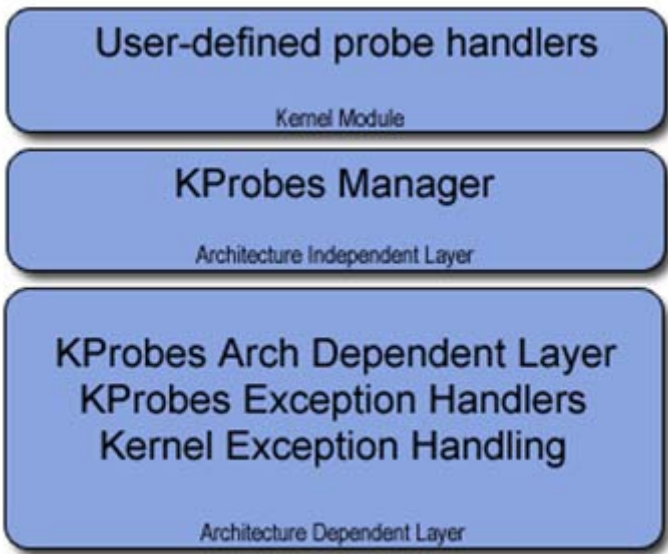 User-defined probe handlers
Kernel Module
KProbes Manager
Architecture Independent Layer
KProbes Arch Dependent Layer
KProbes Exception Handlers
Kernel Exception Handling
Architecture Dependent Layer